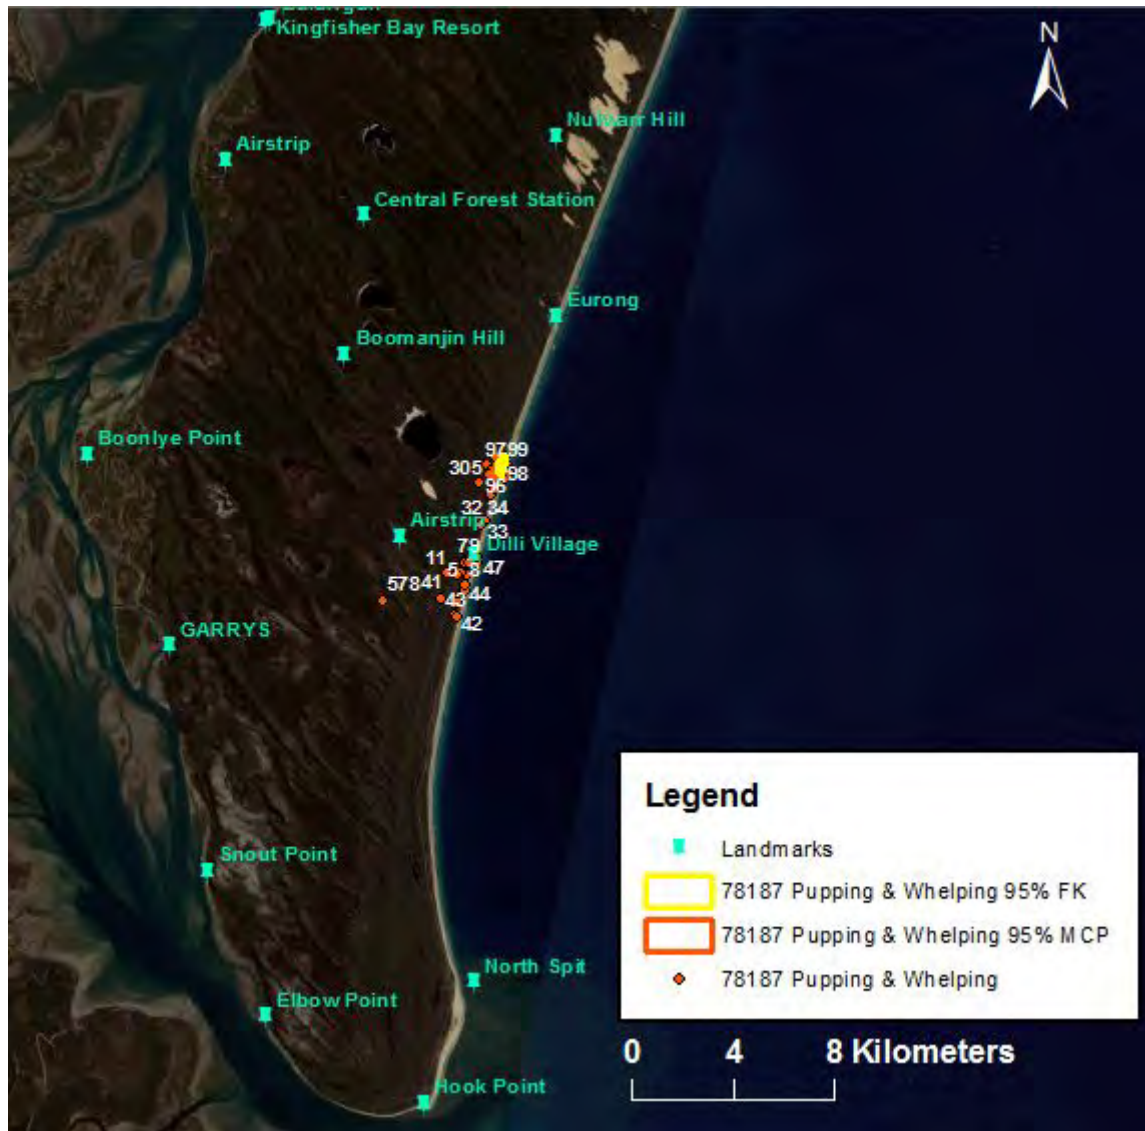 Kingfisher Bay Resort
N
Airstrip
Central Forest Station
Eurong
Boomanjin Hill
Boonlye Point
9799
305
98
96
32 34
Airstrip
33
79
Dilli Village
11
5 8 47
578 41
43 44
42
GARRYS
Snout Point
North Spit
Elbow Point
Hook Point
Legend
Landmarks
78187 Pupping & Whelping 95% FK
78187 Pupping & Whelping 95% MCP
78187 Pupping & Whelping
0 4 8 Kilometers